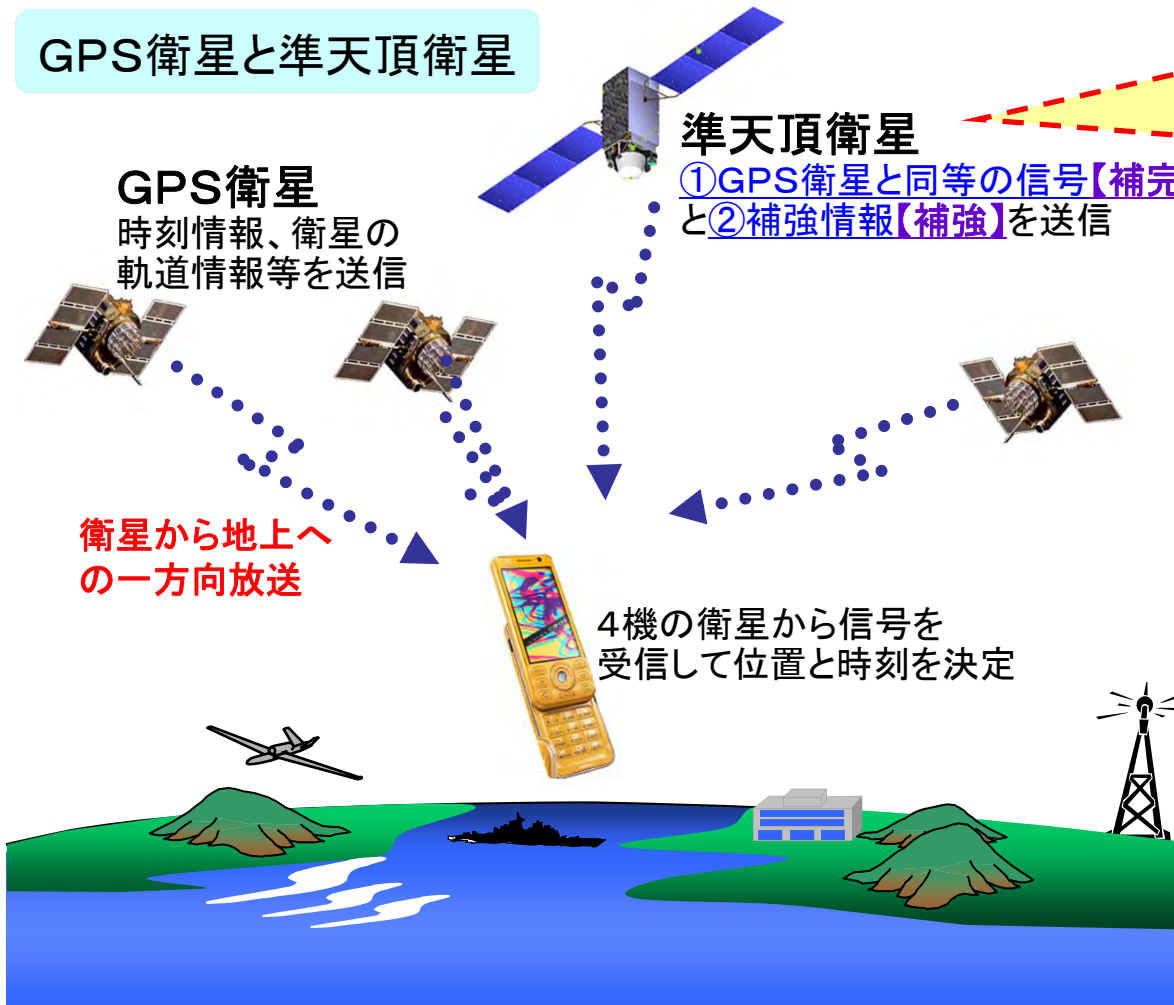 GPS衛星と準天頂衛星
準天頂衛星
①GPS衛星と同等の信号【補完
と②補強情報【補強】を送信
GPS衛星
時刻情報、衛星の
軌道情報等を送信
衛星から地上へ
の一方向放送
4機の衛星から信号を
受信して位置と時刻を決定